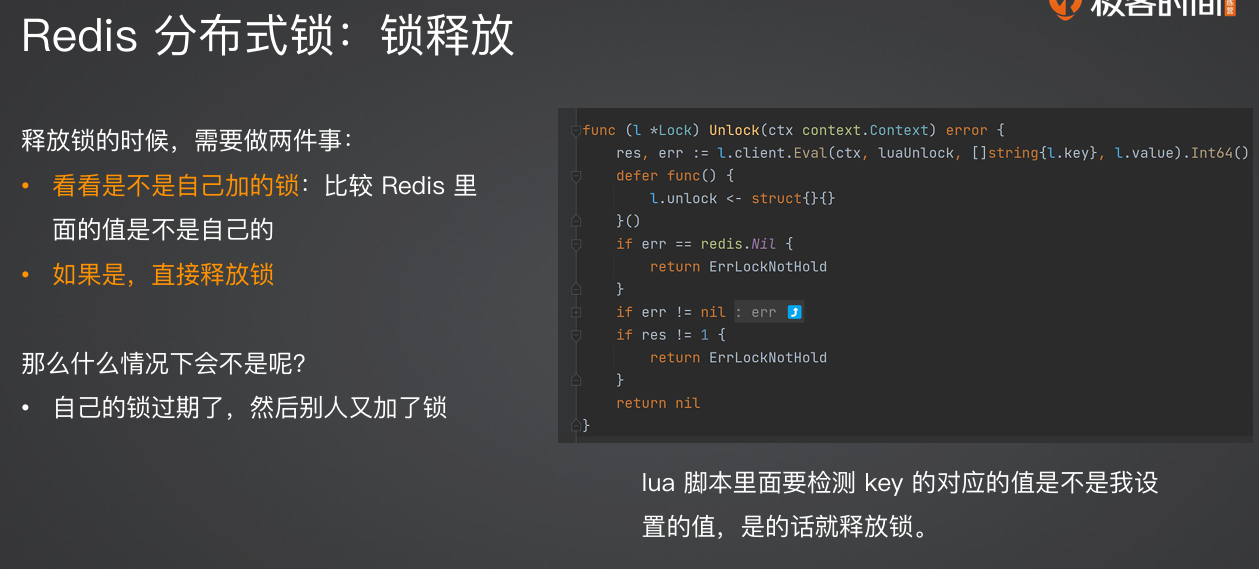 极客时间
Redis 分布式锁：锁释放
释放锁的时候，需要做两件事：
• 看看是不是自己加的锁：比较 Redis 里
面的值是不是自己的
• 如果是，直接释放锁
那么什么情况下会不是呢？
• 自己的锁过期了，然后别人又加了锁
func (l *Lock) Unlock(ctx context.Context) error {
    res, err := l.client.Eval(ctx, luaUnlock, []string{l.key}, l.value).Int64()
    defer func() {
        l.unlock <- struct{}{}
    }()
    if err == redis.Nil {
        return ErrLockNotHold
    }
    if err != nil : err
    if res != 1 {
        return ErrLockNotHold
    }
    return nil
}
lua 脚本里面要检测 key 的对应的值是不是我设
置的值，是的话就释放锁。